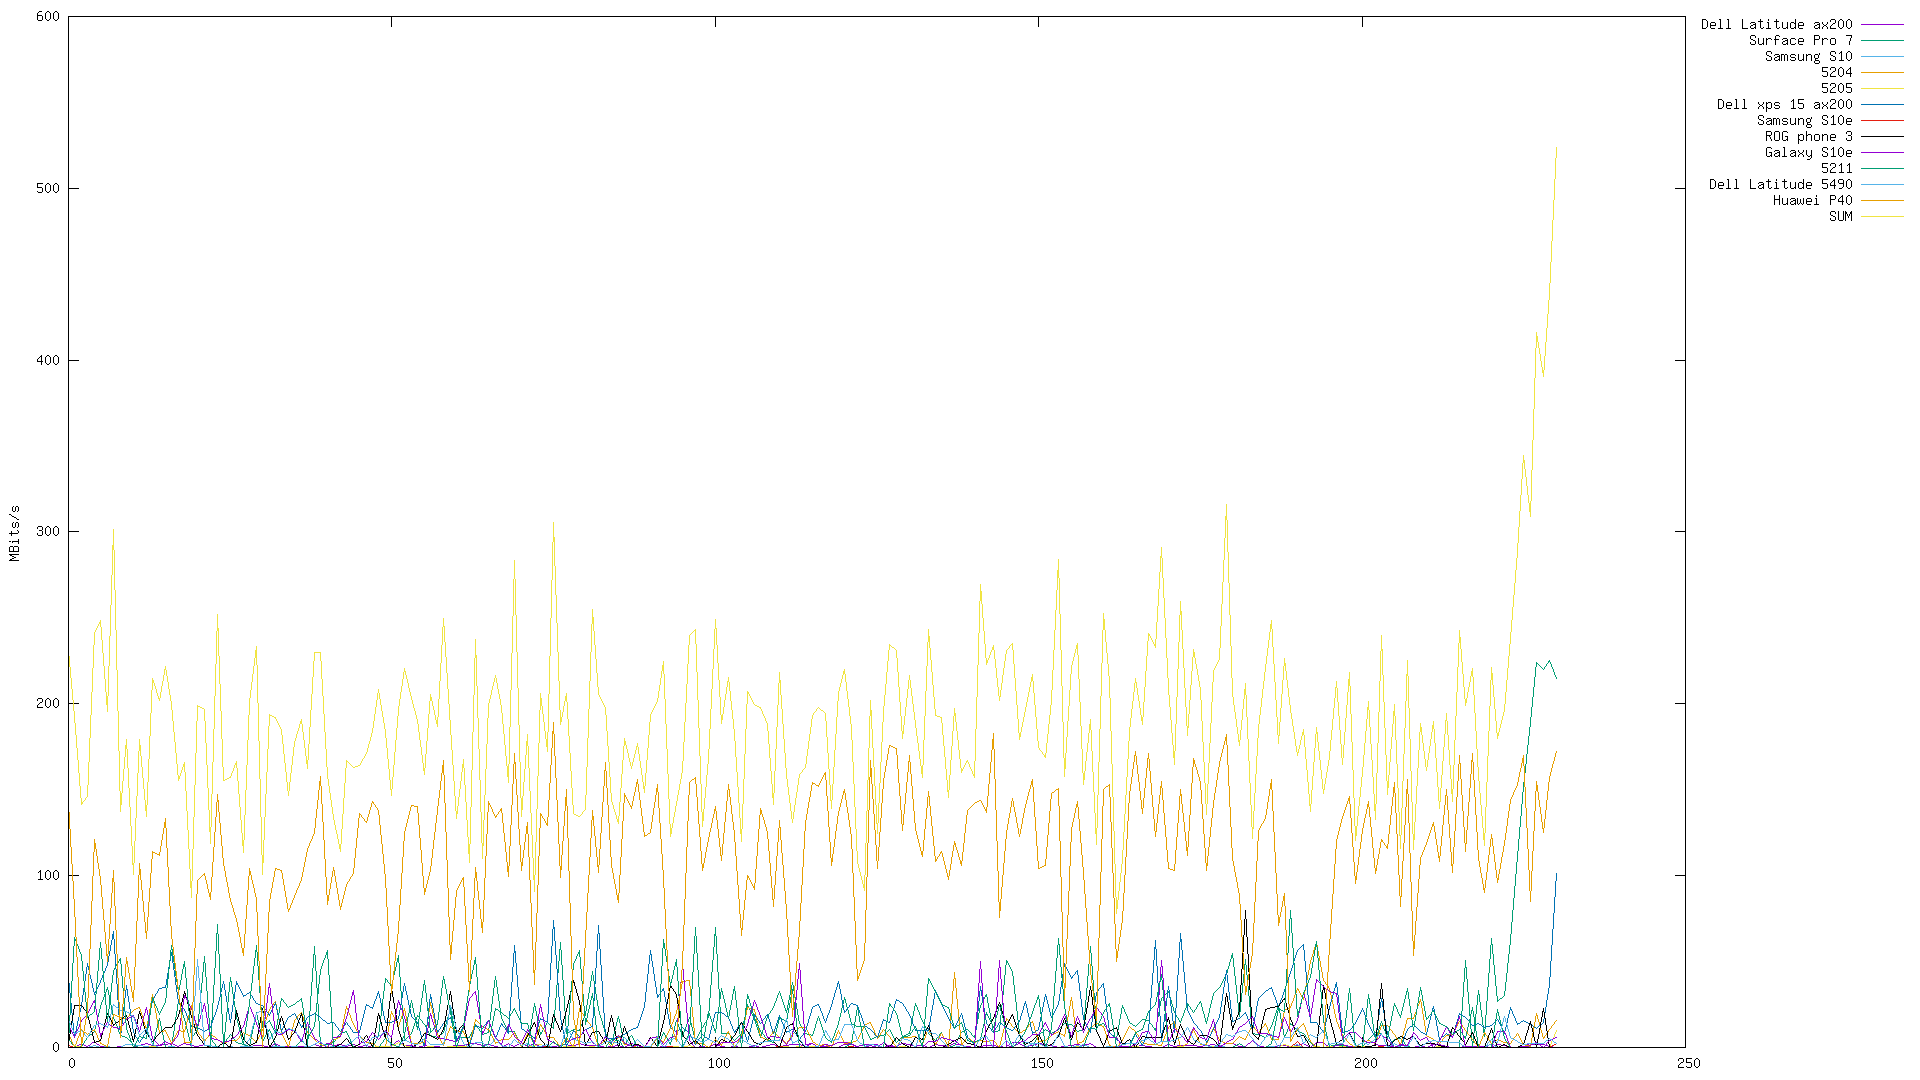 600
500
400
300
200
100
0
MBits/s
0
50
100
150
200
250
Dell Latitude ax200
Surface Pro 7
Samsung S10
5204
5205
Dell xps 15 ax200
Samsung S10e
ROG phone 3
Galaxy S10e
5211
Dell Latitude 5490
Huawei P40
SUM